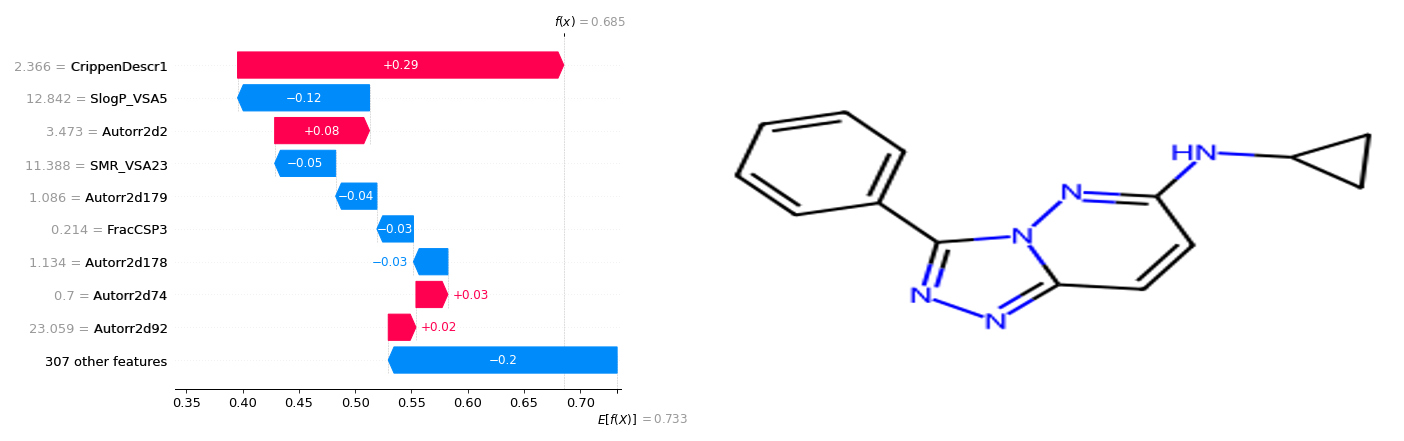 f(x) = 0.685
2.366 = CrippenDescr1
+0.29
12.842 = SlogP_VSA5
−0.12
3.473 = Autorr2d2
+0.08
11.388 = SMR_VSA23
−0.05
1.086 = Autorr2d179
−0.04
0.214 = FracCSP3
−0.03
1.134 = Autorr2d178
−0.03
0.7 = Autorr2d74
+0.03
23.059 = Autorr2d92
+0.02
307 other features
−0.2
0.35 0.40 0.45 0.50 0.55 0.60 0.65 0.70
E[f(X)] = 0.733
HN
N
N
N
N